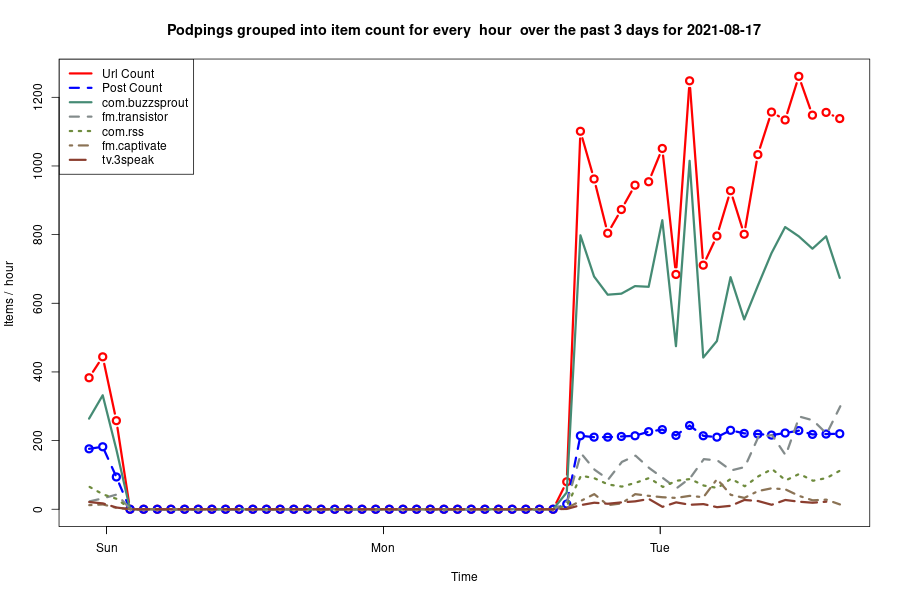 Podpings grouped into item count for every  hour  over the past 3 days for 2021-08-17
Url Count
Post Count
com.buzzsprout
fm.transistor
com.rss
fm.captivate
tv.3speak
Items /  hour
1200
1000
800
600
400
200
0
Sun
Mon
Tue
Time